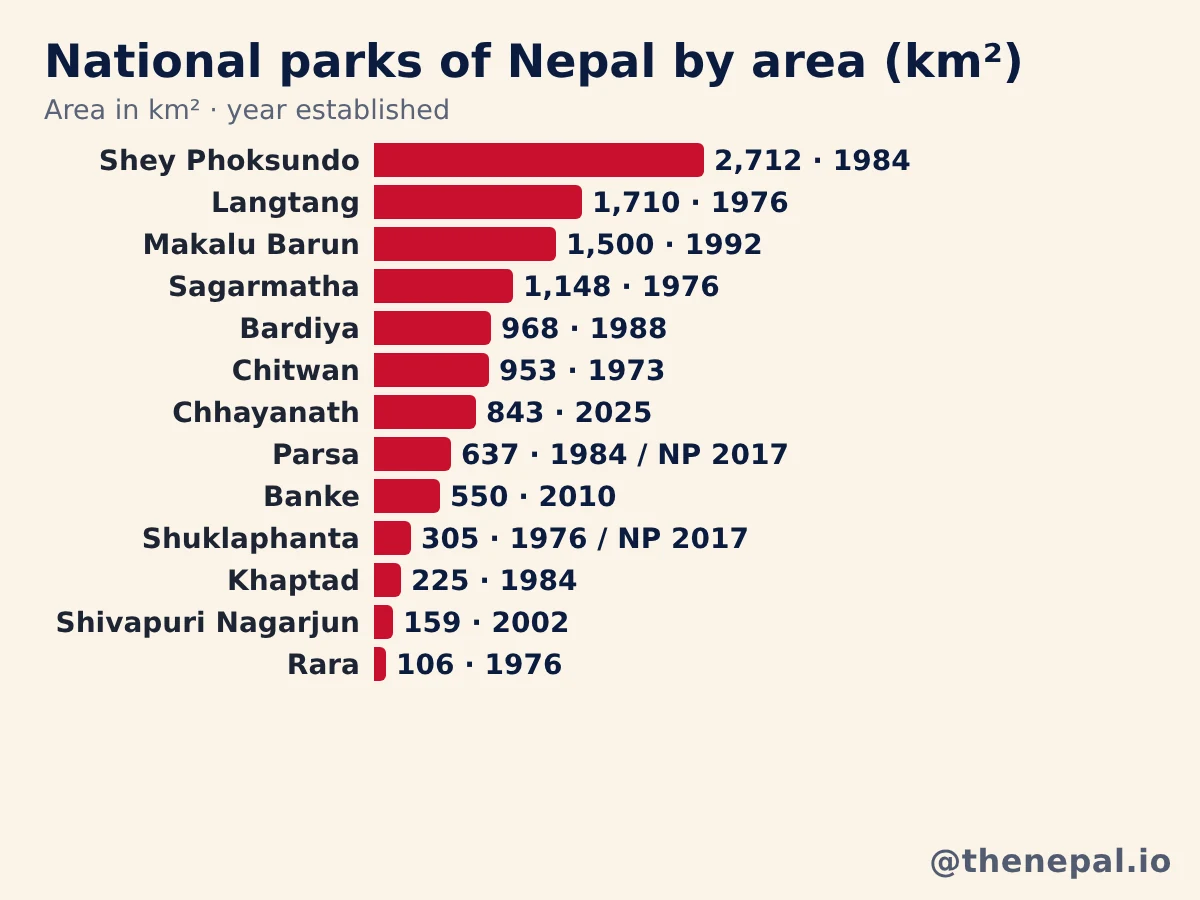 National parks of Nepal by area (km²)
Area in km² · year established
Shey Phoksundo 2,712 · 1984
Langtang 1,710 · 1976
Makalu Barun 1,500 · 1992
Sagarmatha 1,148 · 1976
Bardiya 968 · 1988
Chitwan 953 · 1973
Chhayanath 843 · 2025
Parsa 637 · 1984 / NP 2017
Banke 550 · 2010
Shuklaphanta 305 · 1976 / NP 2017
Khaptad 225 · 1984
Shivapuri Nagarjun 159 · 2002
Rara 106 · 1976
@thenepal.io